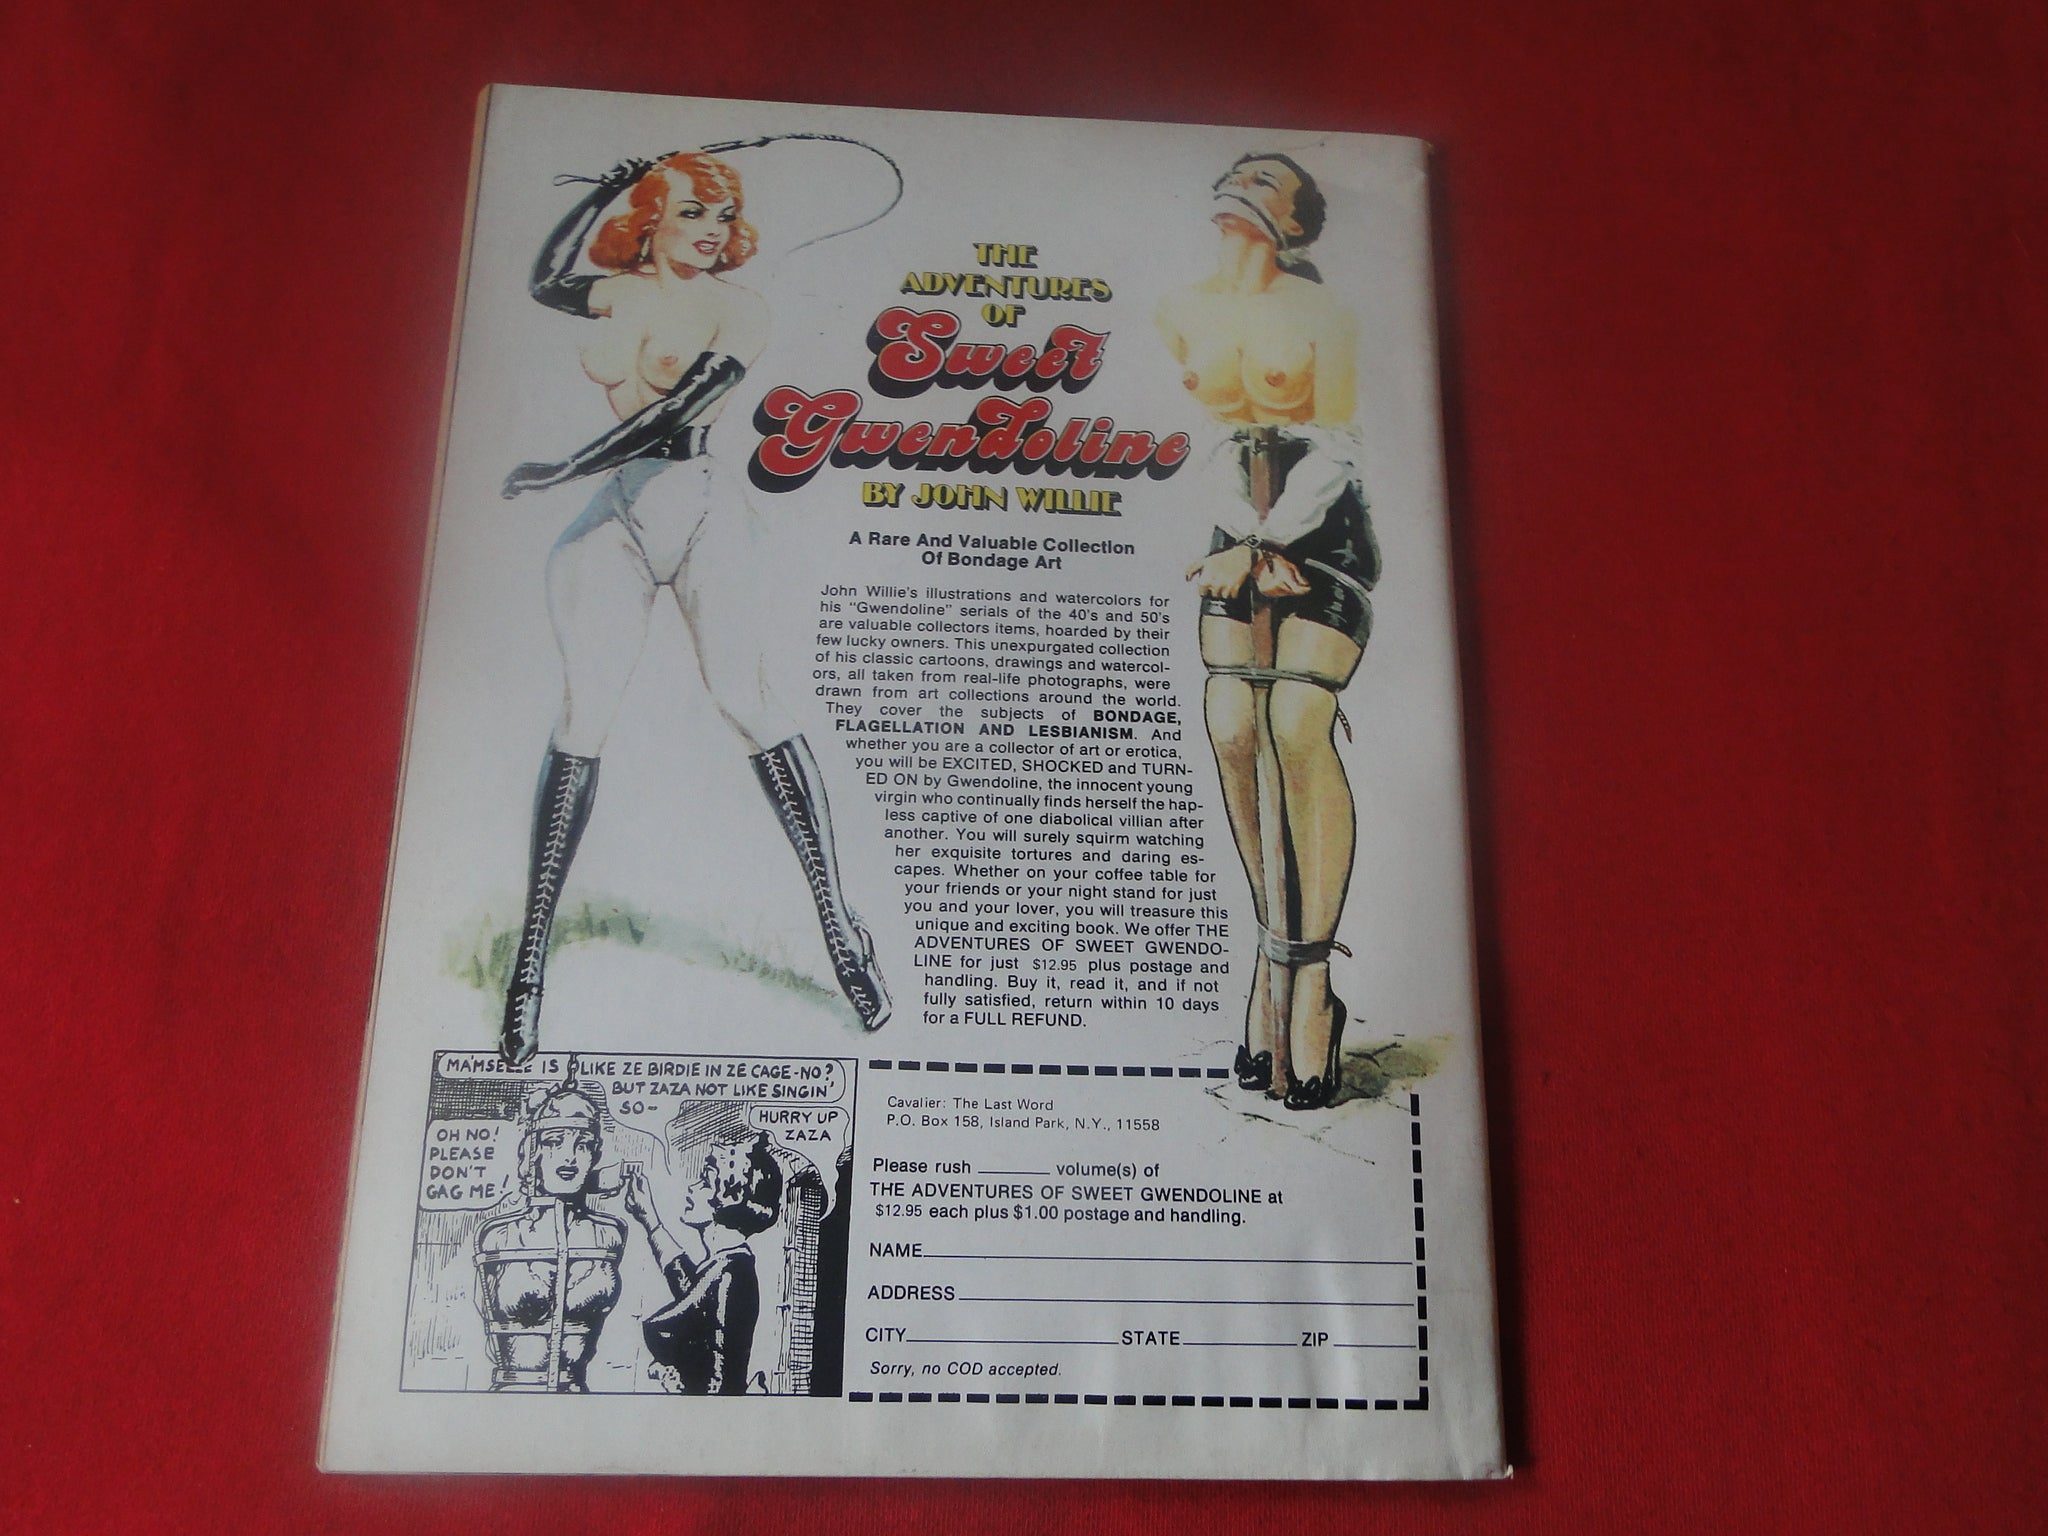 THE
ADVENTURES
OF
Sweet
Gwendoline
BY JOHN WILLIE
A Rare And Valuable Collection
Of Bondage Art
John Willie's illustrations and watercolors for
his "Gwendoline" serials of the 40's and 50's
are valuable collectors items, hoarded by their
few lucky owners. This unexpurgated collection
of his classic cartoons, drawings and watercol-
ors, all taken from real-life photographs, were
drawn from art collections around the world.
They cover the subjects of BONDAGE,
FLAGELLATION AND LESBIANISM. And
whether you are a collector of art or erotica,
you will be EXCITED, SHOCKED and TURN-
ED ON by Gwendoline, the innocent young
virgin who continually finds herself the hap-
less captive of one diabolical villian after
another. You will surely squirm watching
her exquisite tortures and daring es-
capes. Whether on your coffee table for
your friends or your night stand for just
you and your lover, you will treasure this
unique and exciting book. We offer THE
ADVENTURES OF SWEET GWENDO-
LINE for just $12.95 plus postage and
handling. Buy it, read it, and if not
fully satisfied, return within 10 days
for a FULL REFUND.
MA'MSELLE IS LIKE ZE BIRDIE IN ZE CAGE-NO?
BUT ZAZA NOT LIKE SINGIN'
SO-
HURRY UP
ZAZA
OH NO!
PLEASE
DON'T
GAG ME!
Cavalier: The Last Word
P.O. Box 158, Island Park, N.Y., 11558
Please rush ______ volume(s) of
THE ADVENTURES OF SWEET GWENDOLINE at
$12.95 each plus $1.00 postage and handling.
NAME
ADDRESS
CITY STATE ZIP
Sorry, no COD accepted.